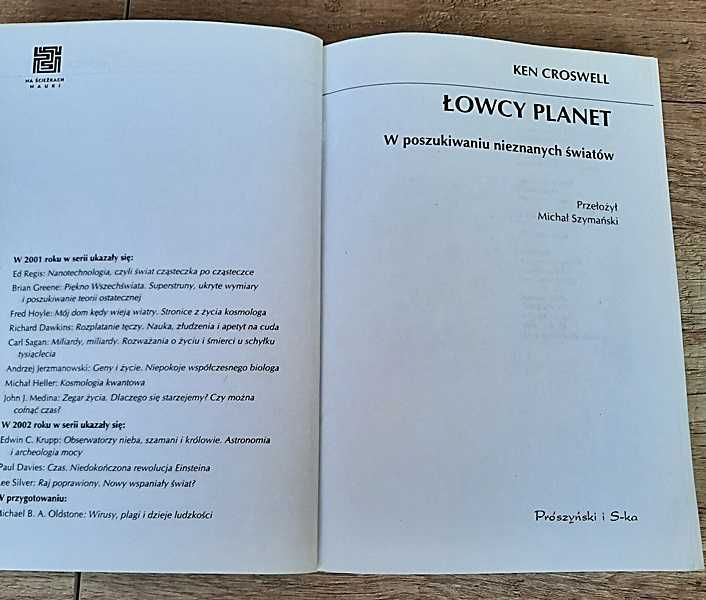 NA ŚCIEŻKACH
NAUKI
W 2001 roku w serii ukazały się:
Ed Regis: Nanotechnologia, czyli świat cząsteczka po cząsteczce
Brian Greene: Piękno Wszechświata. Superstruny, ukryte wymiary
i poszukiwanie teorii ostatecznej
Fred Hoyle: Mój dom kędy wieją wiatry. Stronice z życia kosmologa
Richard Dawkins: Rozplatanie tęczy. Nauka, złudzenia i apetyt na cuda
Carl Sagan: Miliardy, miliardy. Rozważania o życiu i śmierci u schyłku
tysiąclecia
Andrzej Jerzmanowski: Geny i życie. Niepokoje współczesnego biologa
Michał Heller: Kosmologia kwantowa
John J. Medina: Zegar życia. Dlaczego się starzejemy? Czy można
cofnąć czas?
W 2002 roku w serii ukazały się:
Edwin C. Krupp: Obserwatorzy nieba, szamani i królowie. Astronomia
i archeologia mocy
Paul Davies: Czas. Niedokończona rewolucja Einsteina
Lee Silver: Raj poprawiony. Nowy wspaniały świat?
W przygotowaniu:
Michael B. A. Oldstone: Wirusy, plagi i dzieje ludzkości
KEN CROSWELL
ŁOWCY PLANET
W poszukiwaniu nieznanych światów
Przełożył
Michał Szymański
Prószyński i S-ka